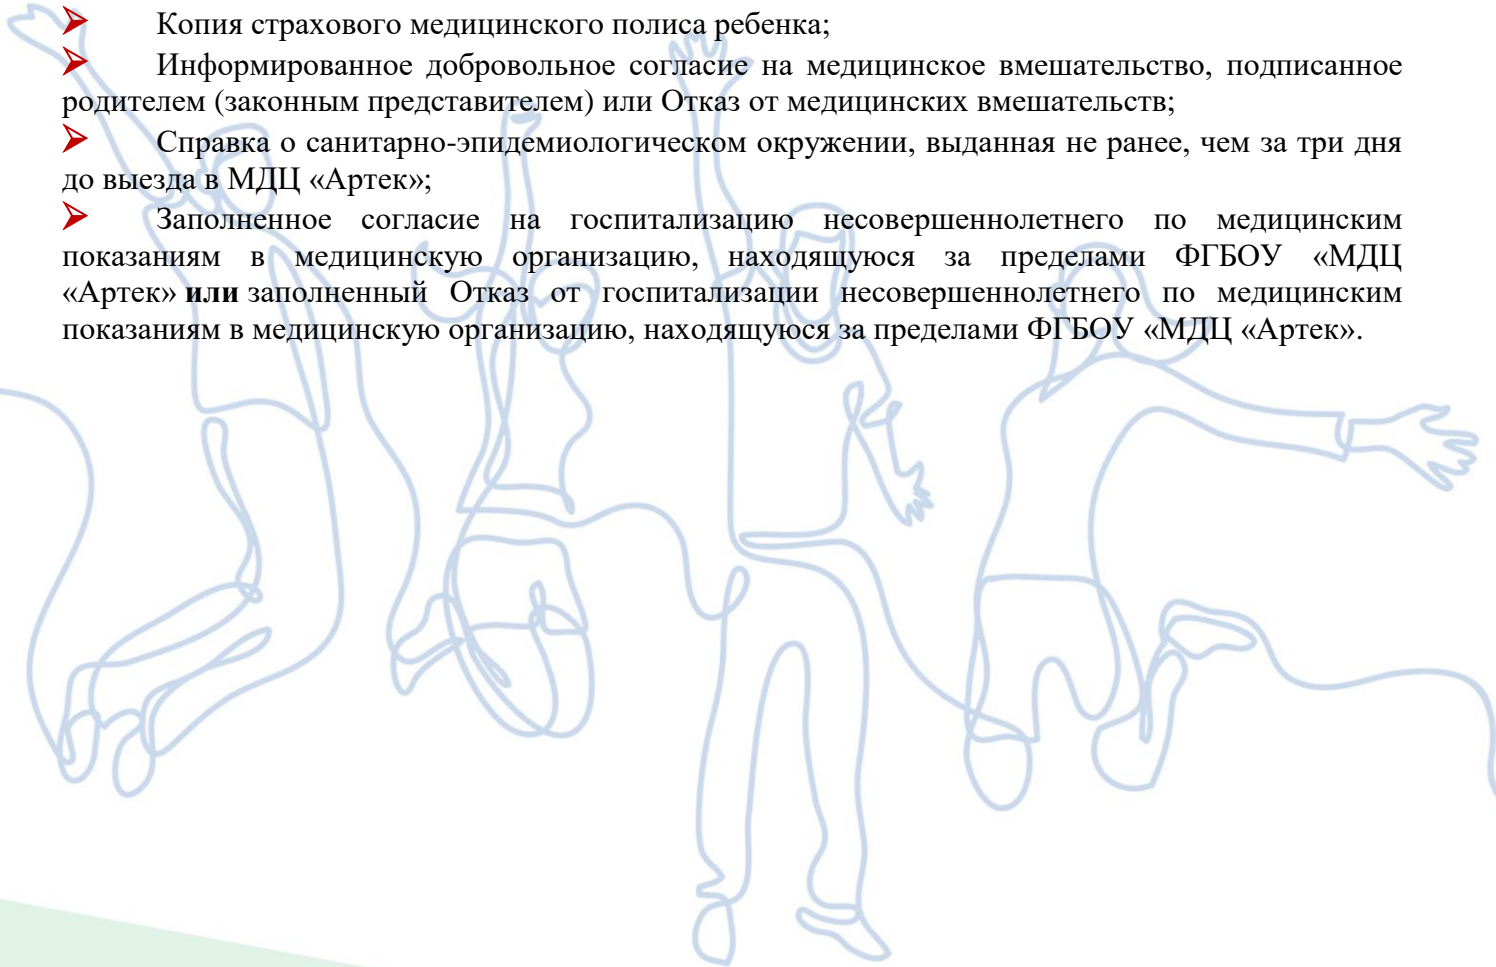 Копия страхового медицинского полиса ребенка;
Информированное добровольное согласие на медицинское вмешательство, подписанное
родителем (законным представителем) или Отказ от медицинских вмешательств;
Справка о санитарно-эпидемиологическом окружении, выданная не ранее, чем за три дня
до выезда в МДЦ «Артек»;
Заполненное согласие на госпитализацию несовершеннолетнего по медицинским
показаниям в медицинскую организацию, находящуюся за пределами ФГБОУ «МДЦ
«Артек» или заполненный Отказ от госпитализации несовершеннолетнего по медицинским
показаниям в медицинскую организацию, находящуюся за пределами ФГБОУ «МДЦ «Артек».